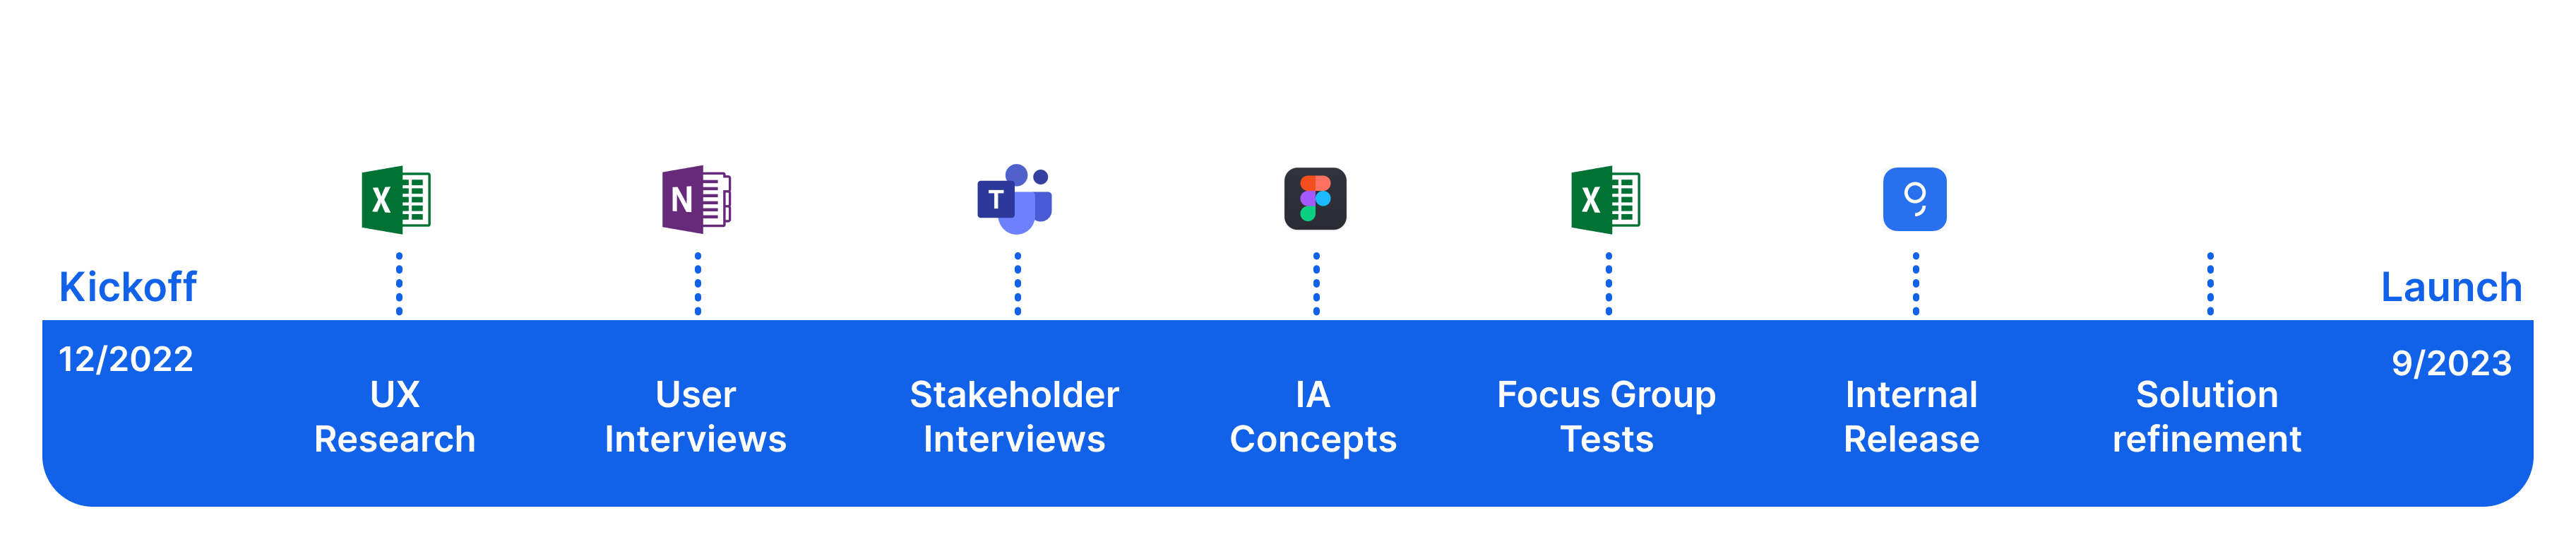 X
N
T
X
Kickoff
Launch
12/2022
9/2023
UX
Research
User
Interviews
Stakeholder
Interviews
IA
Concepts
Focus Group
Tests
Internal
Release
Solution
refinement